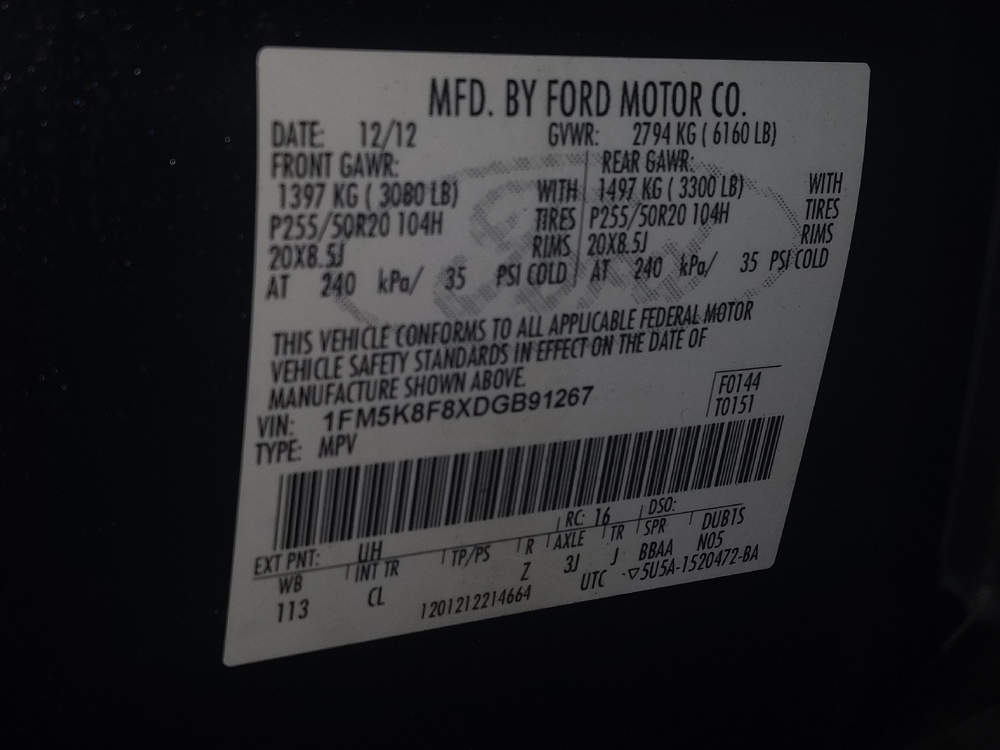 MFD. BY FORD MOTOR CO.
DATE: 12/12 GVWR: 2794 KG ( 6160 LB)
FRONT GAWR: REAR GAWR:
1397 KG ( 3080 LB) WITH 1497 KG ( 3300 LB) WITH
P255/50R20 104H TIRES P255/50R20 104H TIRES
20X8.5J RIMS 20X8.5J RIMS
AT 240 kPa/ 35 PSI COLD AT 240 kPa/ 35 PSI COLD
THIS VEHICLE CONFORMS TO ALL APPLICABLE FEDERAL MOTOR
VEHICLE SAFETY STANDARDS IN EFFECT ON THE DATE OF
MANUFACTURE SHOWN ABOVE.
VIN: 1FM5K8F8XDGB91267 F0144
TYPE: MPV T0151
EXT PNT: UH RC: 16 DSO:
WB INT TR TP/PS R AXLE TR SPR DUB1S
113 CL Z 3J J BBAA N05
1201212214664 UTC ▽5U5A-1520472-BA